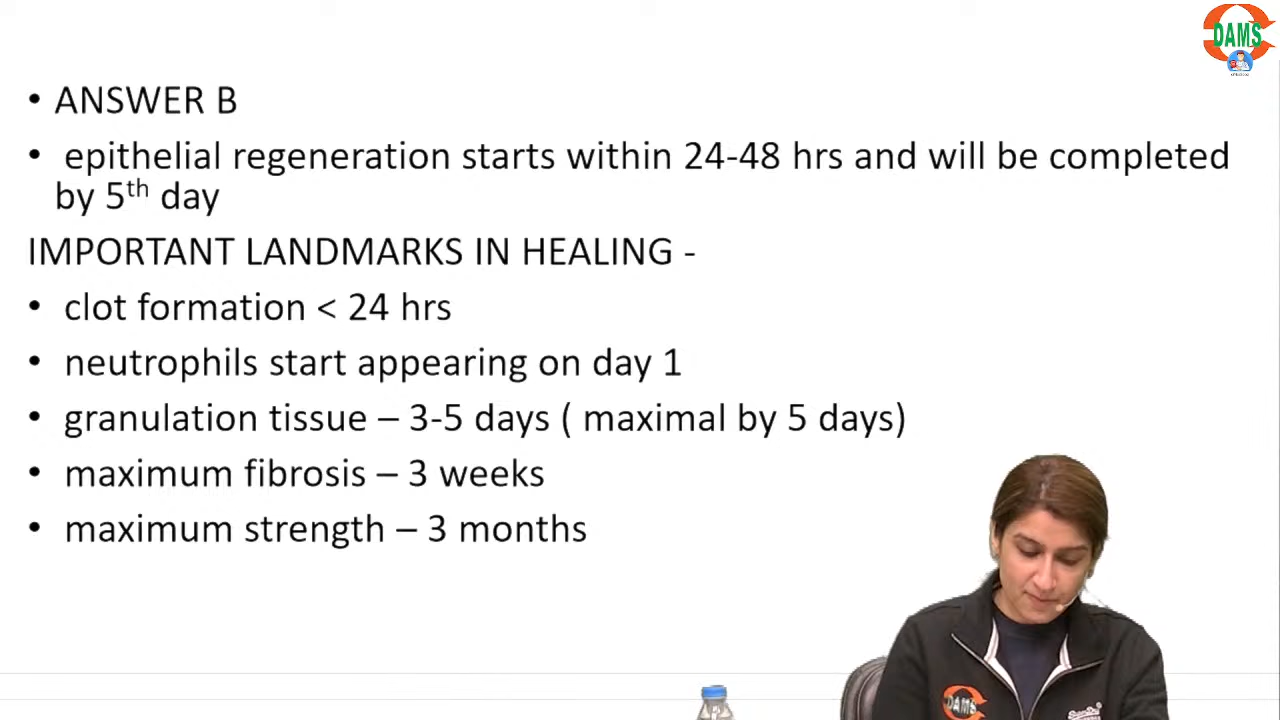 DAMS
• ANSWER B
• epithelial regeneration starts within 24-48 hrs and will be completed
by 5th day
IMPORTANT LANDMARKS IN HEALING -
• clot formation < 24 hrs
• neutrophils start appearing on day 1
• granulation tissue – 3-5 days ( maximal by 5 days)
• maximum fibrosis – 3 weeks
• maximum strength – 3 months
DAMS